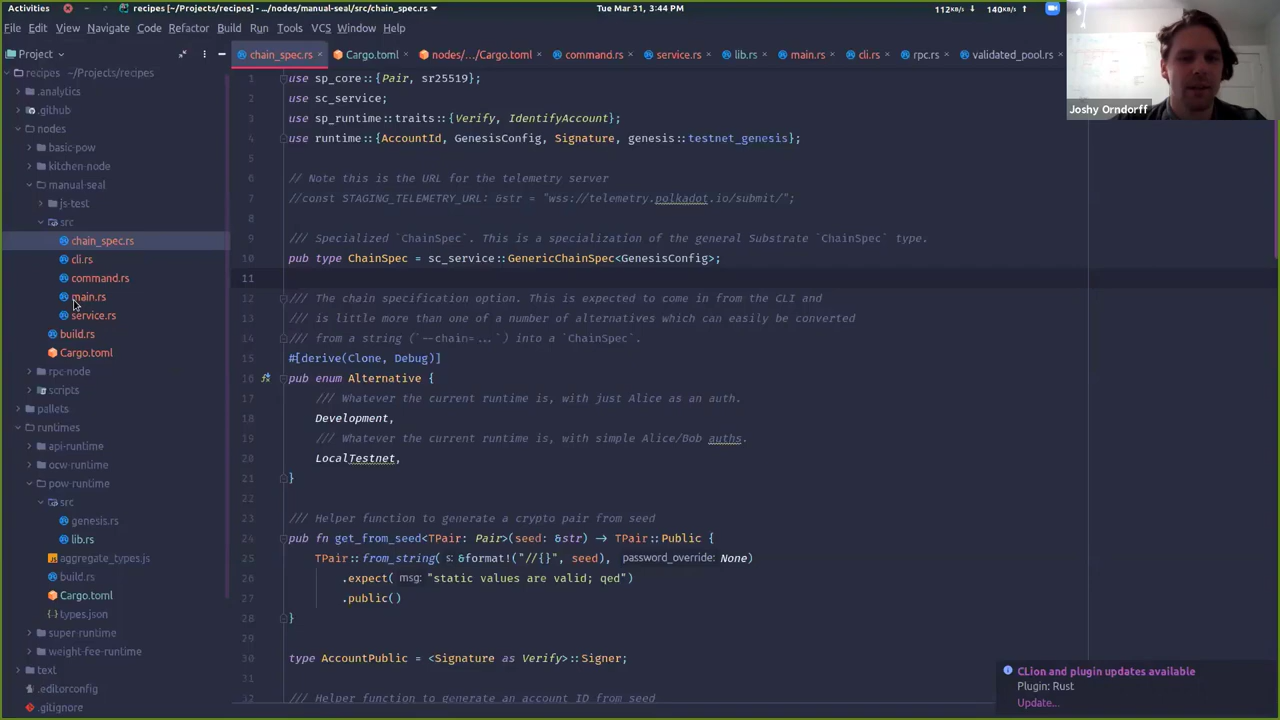 Activities
recipes [~/Projects/recipes] - .../nodes/manual-seal/src/chain_spec.rs
Tue Mar 31, 3:44 PM
112KB/s ↓ 140KB/s ↑
File Edit View Navigate Code Refactor Build Run Tools VCS Window Help
Project
chain_spec.rs × Cargo.toml × nodes/.../Cargo.toml × command.rs × service.rs × lib.rs × main.rs × cli.rs × rpc.rs × validated_pool.rs ×
Joshy Orndorff
recipes ~/Projects/recipes
.analytics
.github
nodes
basic-pow
kitchen-node
manual-seal
js-test
src
chain_spec.rs
cli.rs
command.rs
main.rs
service.rs
build.rs
Cargo.toml
rpc-node
scripts
pallets
runtimes
api-runtime
ocw-runtime
pow-runtime
src
genesis.rs
lib.rs
aggregate_types.js
build.rs
Cargo.toml
types.json
super-runtime
weight-fee-runtime
text
.editorconfig
.gitignore
1 use sp_core::{Pair, sr25519};
2 use sc_service;
3 use sp_runtime::traits::{Verify, IdentifyAccount};
4 use runtime::{AccountId, GenesisConfig, Signature, genesis::testnet_genesis};
5
6 // Note this is the URL for the telemetry server
7 //const STAGING_TELEMETRY_URL: &str = "wss://telemetry.polkadot.io/submit/";
8
9 /// Specialized `ChainSpec`. This is a specialization of the general Substrate `ChainSpec` type.
10 pub type ChainSpec = sc_service::GenericChainSpec<GenesisConfig>;
11
12 /// The chain specification option. This is expected to come in from the CLI and
13 /// is little more than one of a number of alternatives which can easily be converted
14 /// from a string (`--chain=...`) into a `ChainSpec`.
15 #[derive(Clone, Debug)]
16 pub enum Alternative {
17 /// Whatever the current runtime is, with just Alice as an auth.
18 Development,
19 /// Whatever the current runtime is, with simple Alice/Bob auths.
20 LocalTestnet,
21 }
22
23 /// Helper function to generate a crypto pair from seed
24 pub fn get_from_seed<TPair: Pair>(seed: &str) -> TPair::Public {
25 TPair::from_string( s: &format!("//{}", seed), password_override: None)
26 .expect( msg: "static values are valid; qed")
27 .public()
28 }
29
30 type AccountPublic = <Signature as Verify>::Signer;
31
32 /// Helper function to generate an account ID from seed
CLion and plugin updates available
Plugin: Rust
Update...